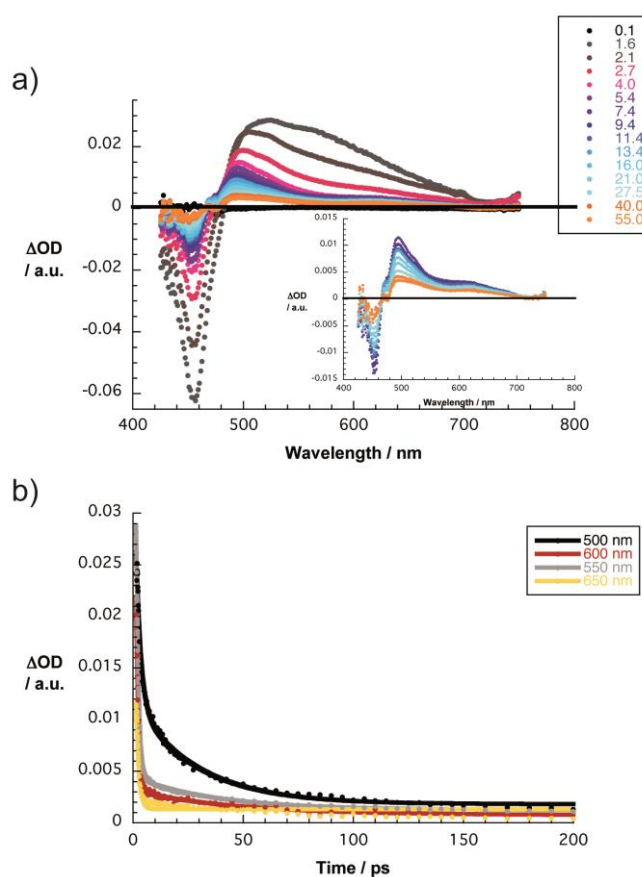 a)
0.1
1.6
2.1
2.7
4.0
5.4
7.4
9.4
11.4
13.4
16.0
21.0
27.5
40.0
55.0
0.02
0
-0.02
-0.04
-0.06
ΔOD
/ a.u.
400 500 600 700 800
Wavelength / nm
0.015
0.01
0.005
0
-0.005
-0.01
-0.015
ΔOD
/ a.u.
400 500 600 700 800
Wavelength / nm
b)
0.03
0.025
0.02
0.015
0.01
0.005
0
ΔOD
/ a.u.
500 nm
600 nm
550 nm
650 nm
0 50 100 150 200
Time / ps